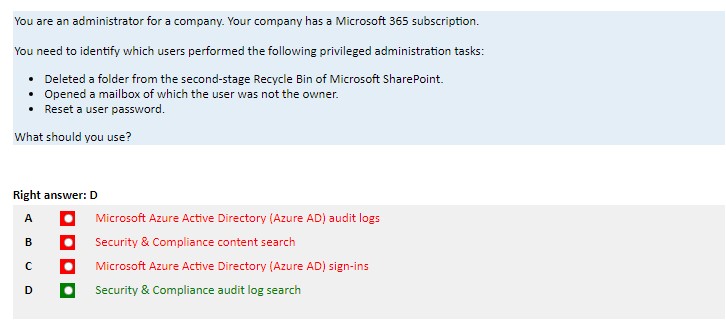 You are an administrator for a company. Your company has a Microsoft 365 subscription.
You need to identify which users performed the following privileged administration tasks:
• Deleted a folder from the second-stage Recycle Bin of Microsoft SharePoint.
• Opened a mailbox of which the user was not the owner.
• Reset a user password.
What should you use?
Right answer: D
A Microsoft Azure Active Directory (Azure AD) audit logs
B Security & Compliance content search
C Microsoft Azure Active Directory (Azure AD) sign-ins
D Security & Compliance audit log search